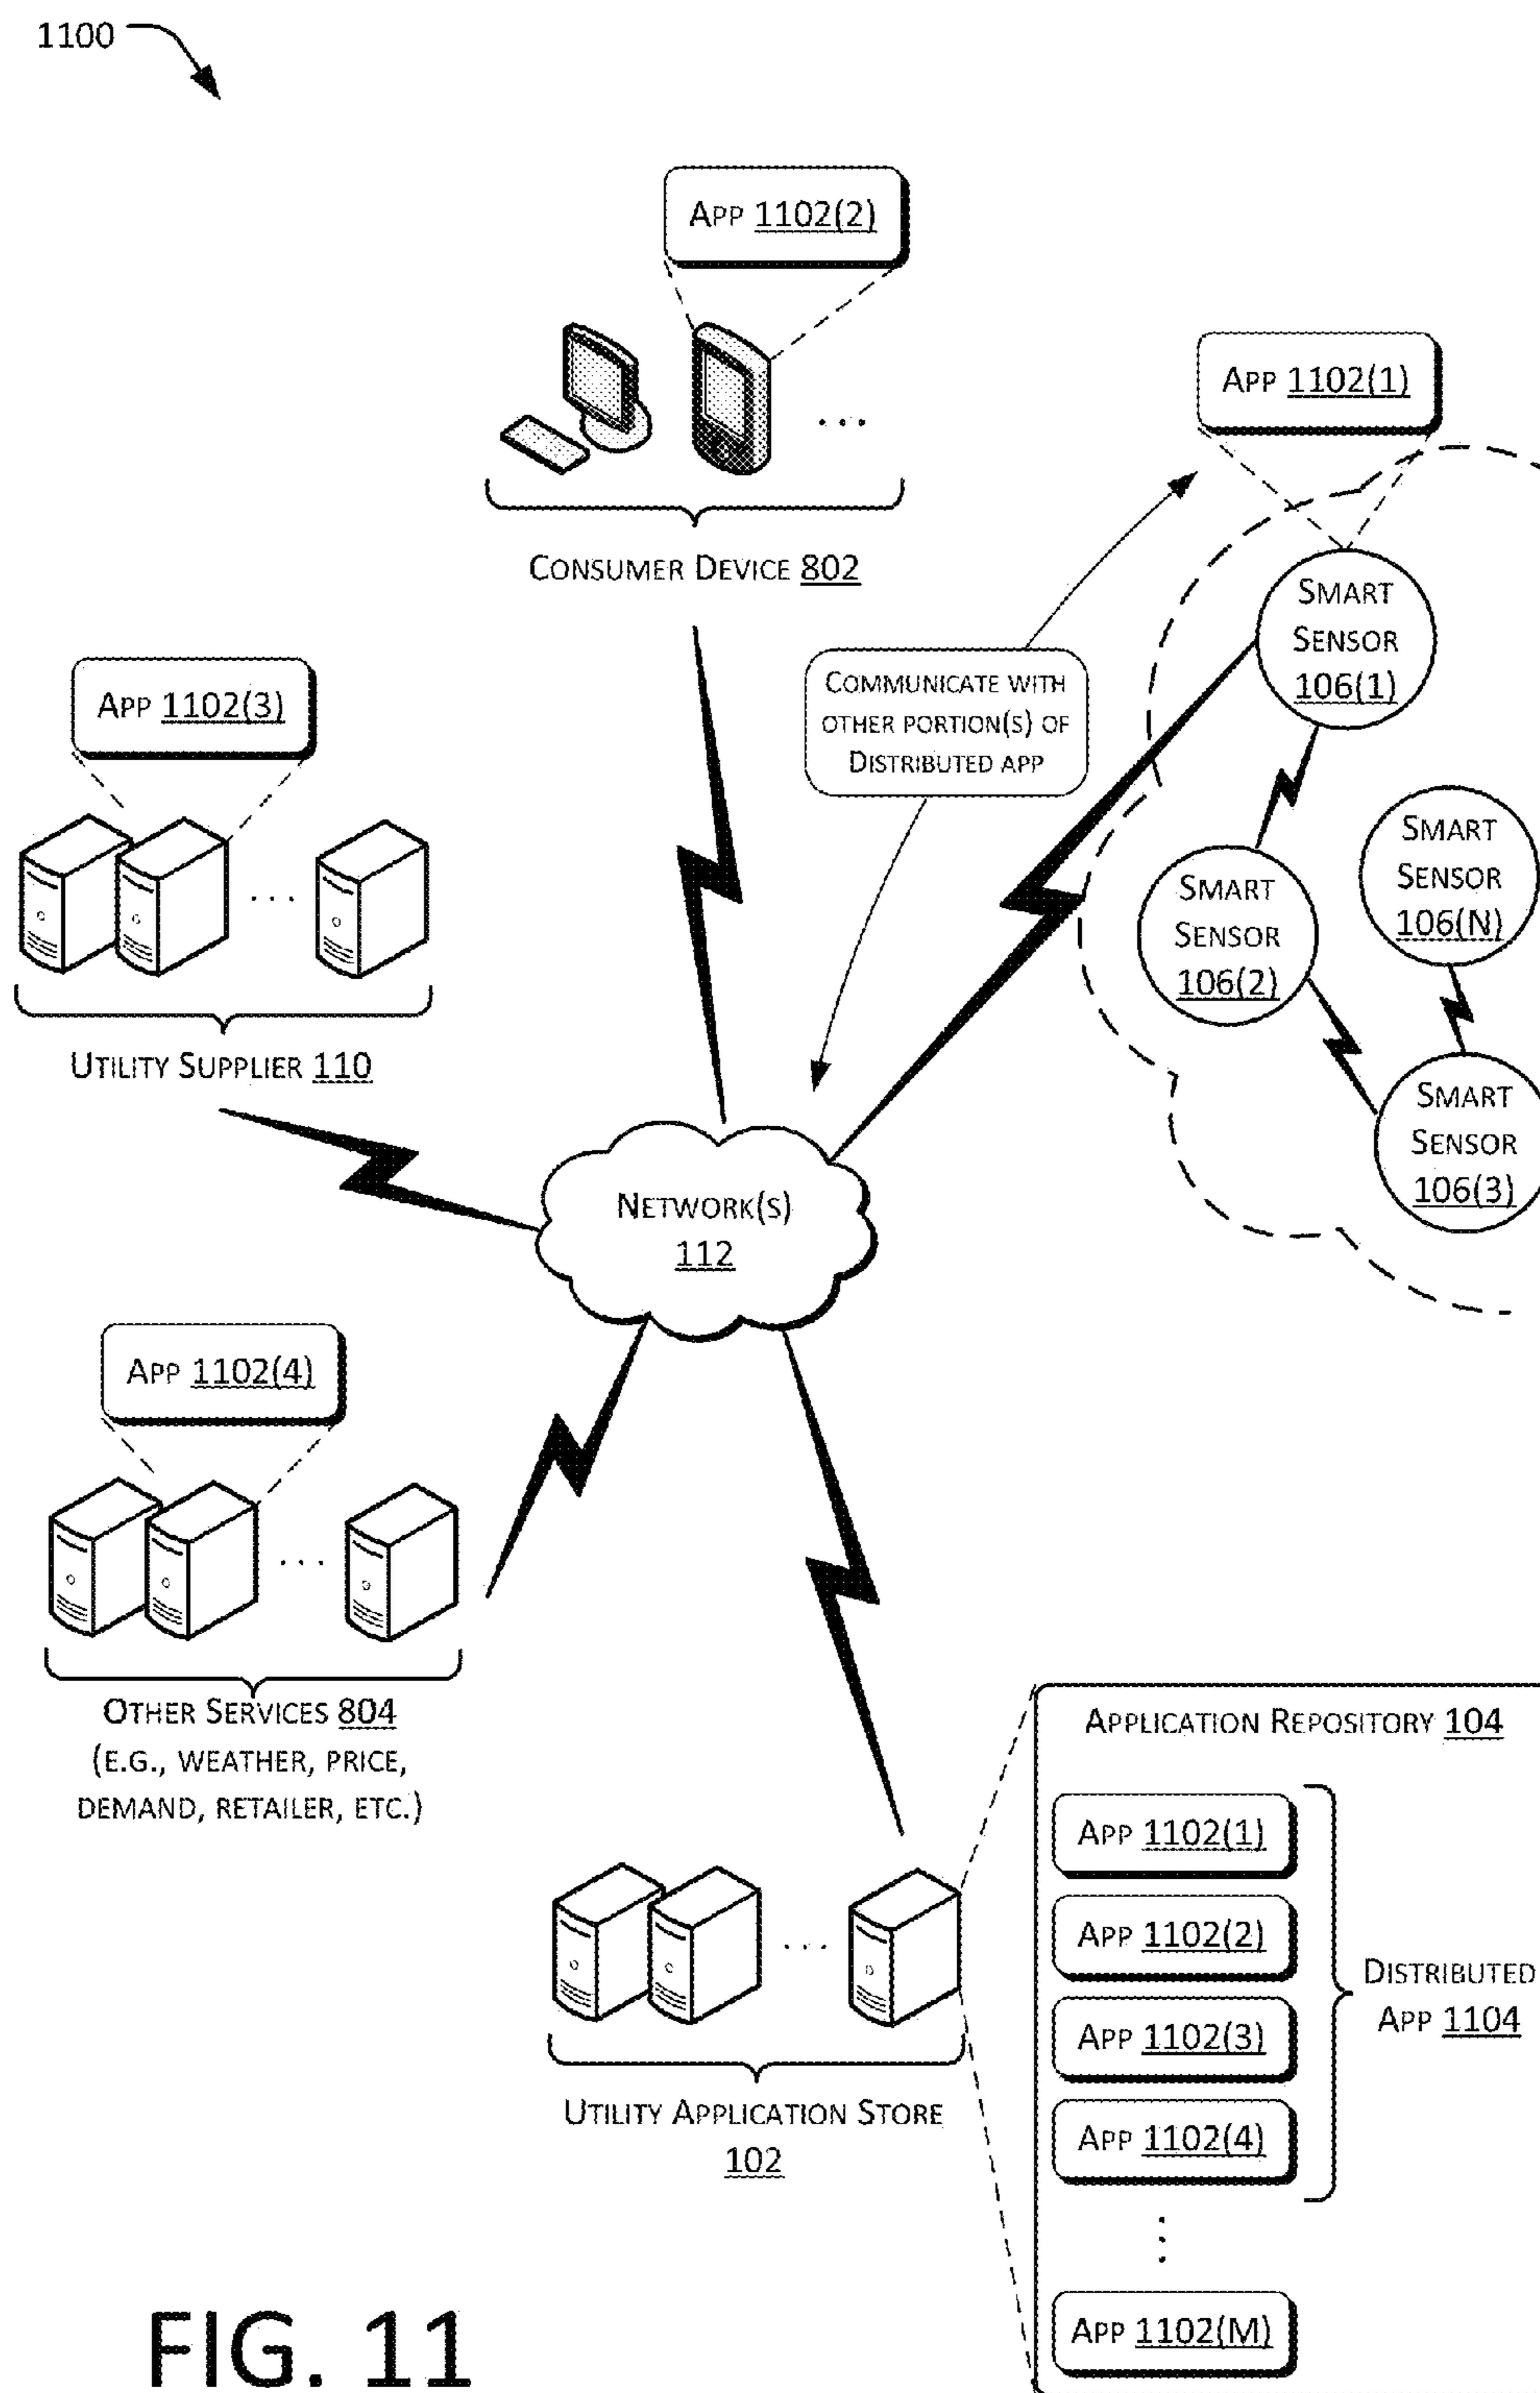 1100
APP 1102(2)
APP 1102(1)
CONSUMER DEVICE 802
SMART
SENSOR
106(1)
APP 1102(3)
COMMUNICATE WITH
OTHER PORTION(S) OF
DISTRIBUTED APP
SMART
SENSOR
106(N)
SMART
SENSOR
106(2)
UTILITY SUPPLIER 110
SMART
SENSOR
106(3)
NETWORK(S)
112
APP 1102(4)
OTHER SERVICES 804
(E.G., WEATHER, PRICE,
DEMAND, RETAILER, ETC.)
APPLICATION REPOSITORY 104
APP 1102(1)
APP 1102(2)
APP 1102(3)
APP 1102(4)
DISTRIBUTED
APP 1104
UTILITY APPLICATION STORE
102
APP 1102(M)
FIG. 11